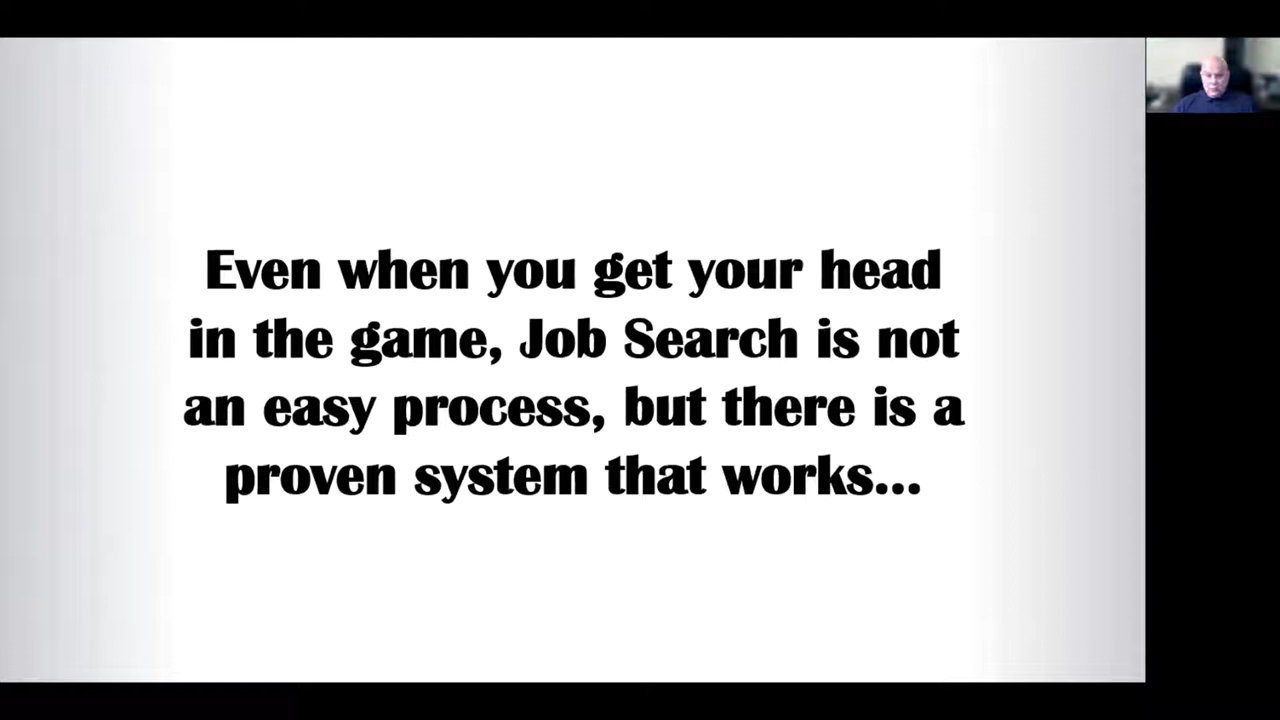 Even when you get your head
in the game, Job Search is not
an easy process, but there is a
proven system that works...